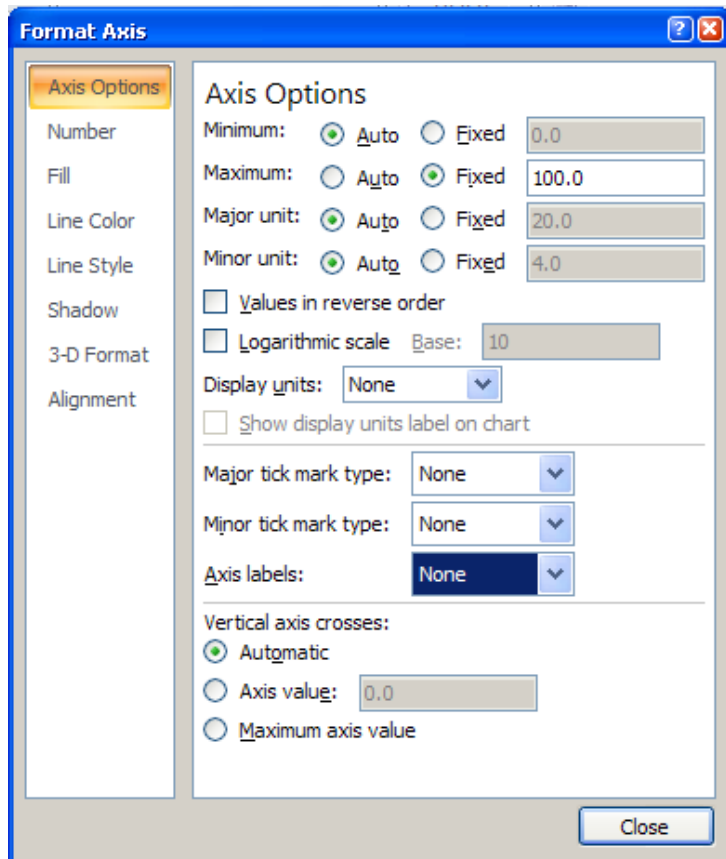 Format Axis
Axis Options
Number
Fill
Line Color
Line Style
Shadow
3-D Format
Alignment
Axis Options
Minimum: Auto Fixed 0.0
Maximum: Auto Fixed 100.0
Major unit: Auto Fixed 20.0
Minor unit: Auto Fixed 4.0
Values in reverse order
Logarithmic scale Base: 10
Display units: None
Show display units label on chart
Major tick mark type: None
Minor tick mark type: None
Axis labels: None
Vertical axis crosses:
Automatic
Axis value: 0.0
Maximum axis value
Close